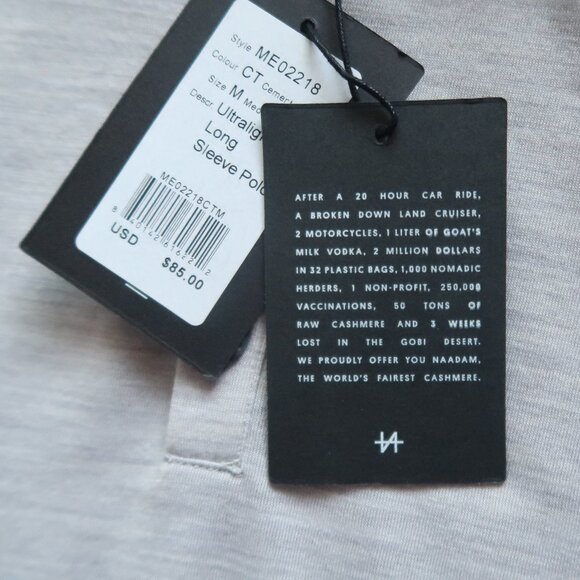 Style ME02218
Colour CT Cement
Size M
Descr. Ultralight
Long
Sleeve Polo
ME02218CTM
USD $85.00
AFTER A 20 HOUR CAR RIDE,
A BROKEN DOWN LAND CRUISER,
2 MOTORCYCLES, 1 LITER OF GOAT'S
MILK VODKA, 2 MILLION DOLLARS
IN 32 PLASTIC BAGS, 1,000 NOMADIC
HERDERS, 1 NON-PROFIT, 250,000
VACCINATIONS, 50 TONS OF
RAW CASHMERE AND 3 WEEKS
LOST IN THE GOBI DESERT.
WE PROUDLY OFFER YOU NAADAM,
THE WORLD'S FAIREST CASHMERE.